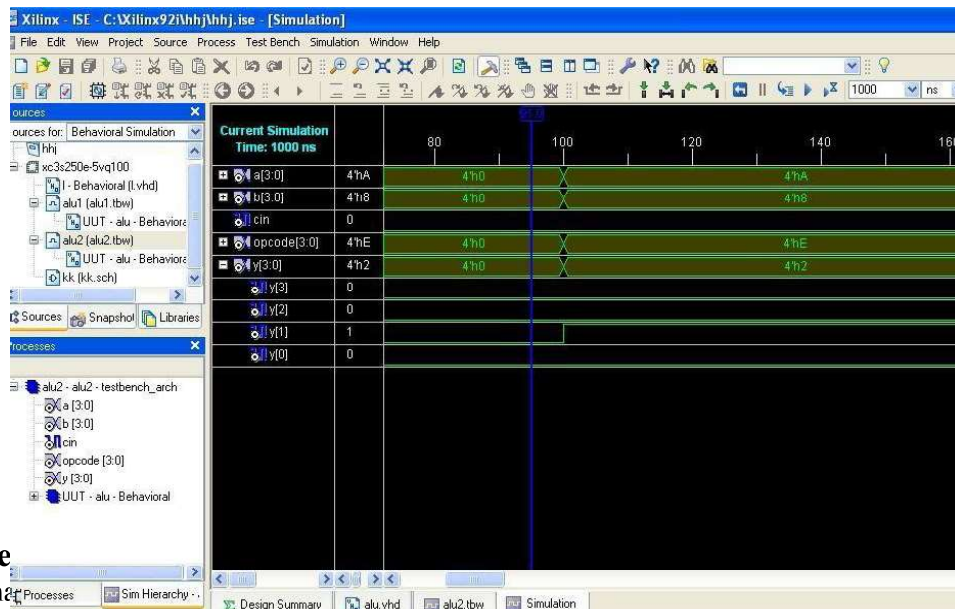 Xilinx - ISE - C:\Xilinx92i\hhj\hhj.ise - [Simulation]
File Edit View Project Source Process Test Bench Simulation Window Help
1000 ns
ources
ources for: Behavioral Simulation
hhj
xc3s250e-5vq100
l - Behavioral (l.vhd)
alu1 (alu1.tbw)
UUT - alu - Behaviora
alu2 (alu2.tbw)
UUT - alu - Behaviora
kk (kk.sch)
Sources Snapshot Libraries
rocesses
alu2 - alu2 - testbench_arch
a [3:0]
b [3:0]
cin
opcode [3:0]
y [3:0]
UUT - alu - Behavioral
e
Processes Sim Hierarchy - .
Current Simulation
Time: 1000 ns
80 100 120 140 160
a[3:0] 4'hA 4'h0 4'hA
b[3:0] 4'h8 4'h0 4'h8
cin 0
opcode[3:0] 4'hE 4'h0 4'hE
y[3:0] 4'h2 4'h0 4'h2
y[3] 0
y[2] 0
y[1] 1
y[0] 0
Design Summary alu.vhd alu2.tbw Simulation